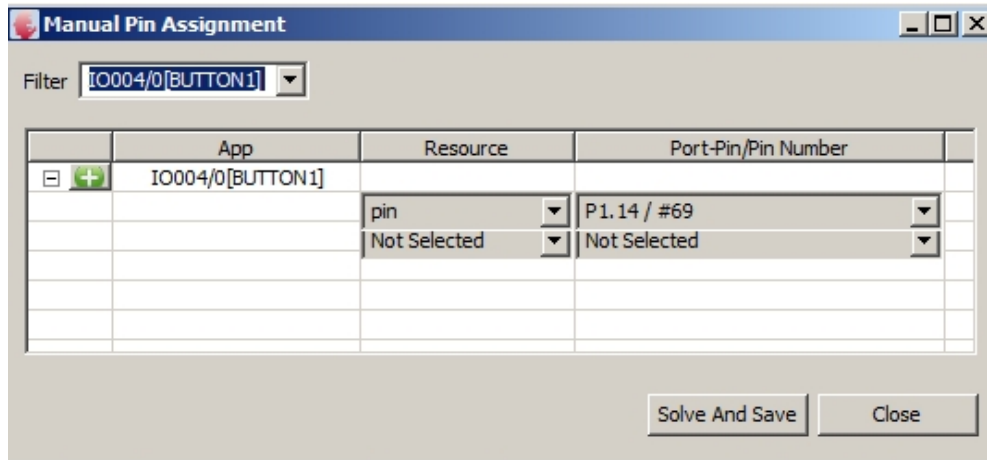 Manual Pin Assignment
Filter IO004/0[BUTTON1]
App Resource Port-Pin/Pin Number
IO004/0[BUTTON1]
pin P1.14 / #69
Not Selected Not Selected
Solve And Save Close